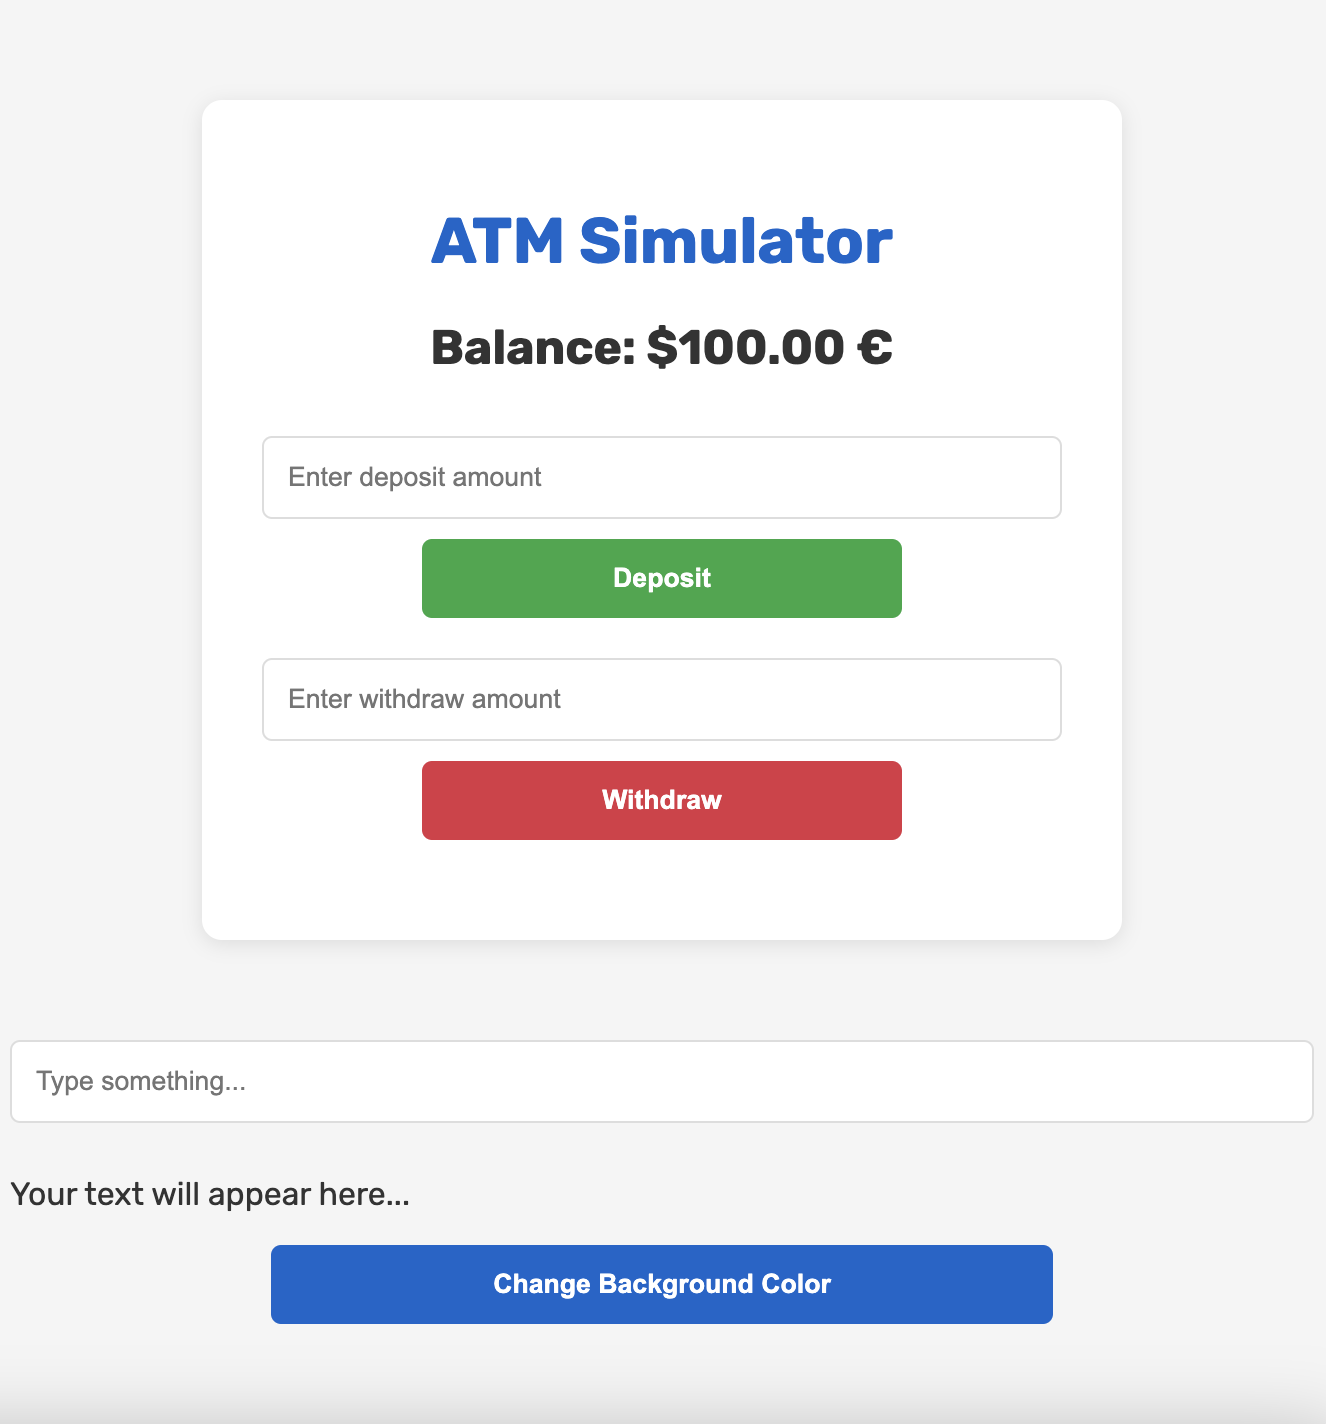 ATM Simulator
Balance: $100.00 €
Enter deposit amount
Deposit
Enter withdraw amount
Withdraw
Type something...
Your text will appear here...
Change Background Color